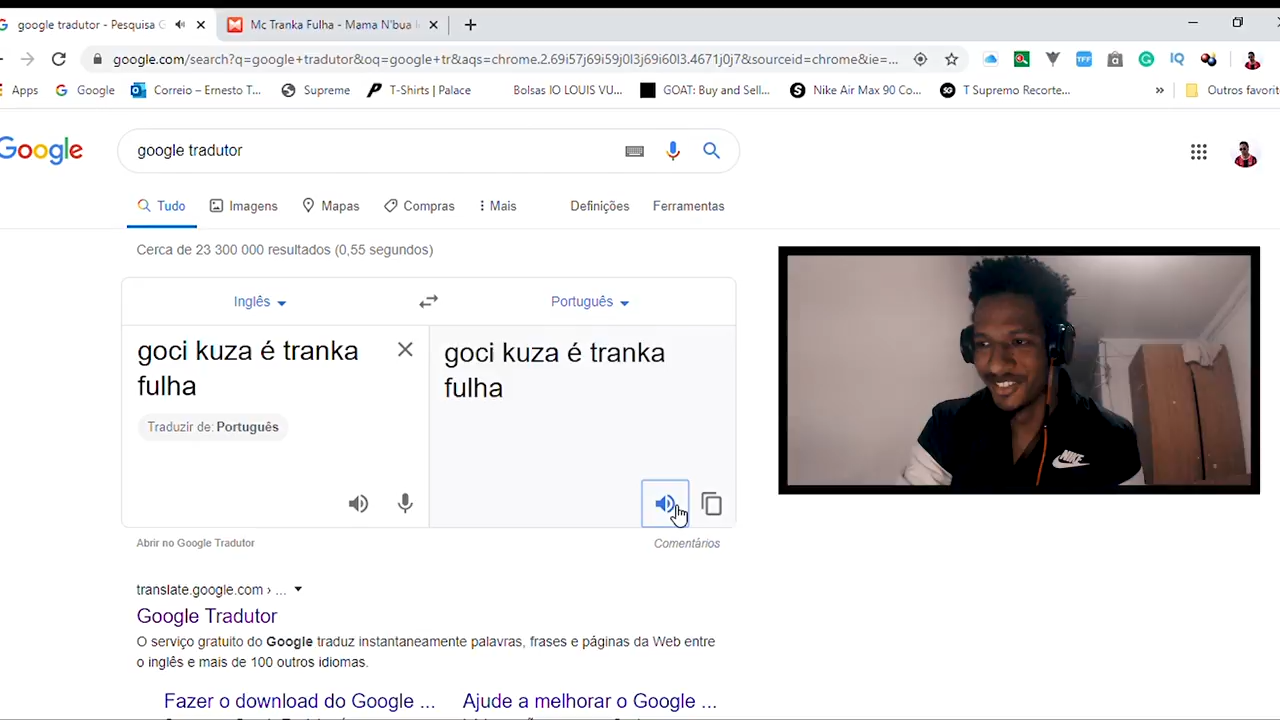 google tradutor - Pesquisa G
Mc Tranka Fulha - Mama N'bua l
google.com/search?q=google+tradutor&oq=google+tr&aqs=chrome.2.69i57j69i59j0l3j69i60l3.4671j0j7&sourceid=chrome&ie=...
Apps Google Correio – Ernesto T... Supreme T-Shirts | Palace Bolsas IO LOUIS VU... GOAT: Buy and Sell... Nike Air Max 90 Co... T Supremo Recorte... » Outros favorit
Google google tradutor
Tudo Imagens Mapas Compras Mais Definições Ferramentas
Cerca de 23 300 000 resultados (0,55 segundos)
Inglês Português
goci kuza é tranka
fulha
Traduzir de: Português
goci kuza é tranka
fulha
Abrir no Google Tradutor Comentários
translate.google.com › ...
Google Tradutor
O serviço gratuito do Google traduz instantaneamente palavras, frases e páginas da Web entre
o inglês e mais de 100 outros idiomas.
Fazer o download do Google ... Ajude a melhorar o Google ...